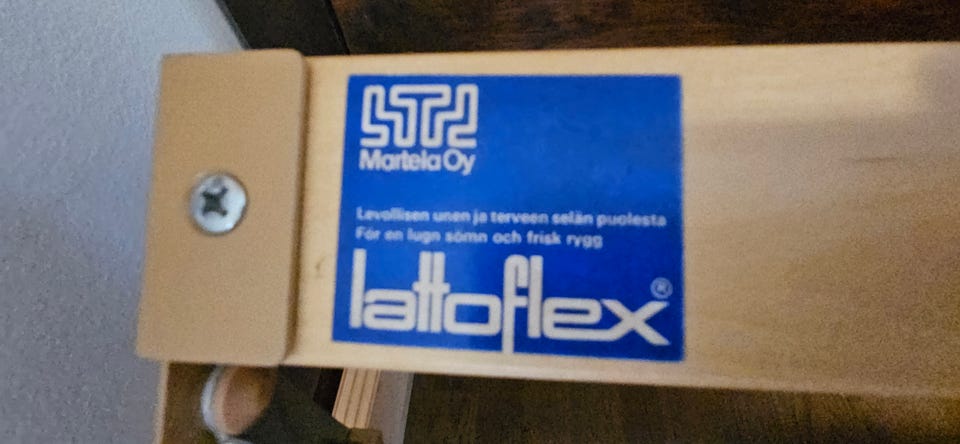 Martela Oy
Levollisen unen ja terveen selän puolesta
För en lugn sömn och frisk rygg
lattoflex®